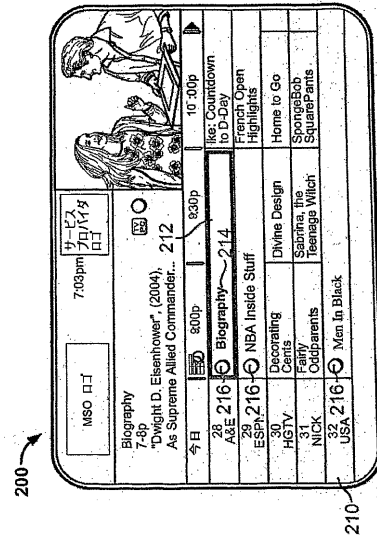 200
MSO ロゴ
7:03pm
サービス
プロバイダ
ロゴ
Biography
7-8p
"Dwight D. Eisenhower", (2004),
As Supreme Allied Commander...
212
今日
8:00p
9:30p
10:00p
28
A&E
216
Biography
214
Ike: Countdown
to D-Day
29
ESPN
216
NBA Inside Stuff
French Open
Highlights
30
HGTV
Decorating
Cents
Divine Design
Home to Go
31
NICK
Fairly
Oddparents
Sabrina, the
Teenage Witch
SpongeBob
SquarePants
32
USA
216
Men In Black
210